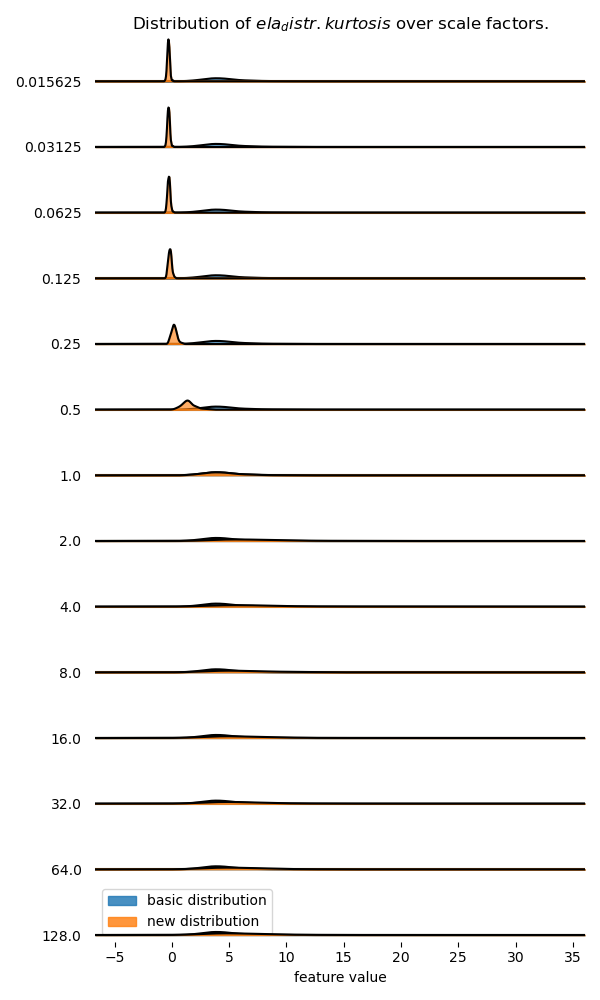 Distribution of ela_distr.kurtosis over scale factors.
0.015625
0.03125
0.0625
0.125
0.25
0.5
1.0
2.0
4.0
8.0
16.0
32.0
64.0
basic distribution
new distribution
128.0
−5 0 5 10 15 20 25 30 35
feature value